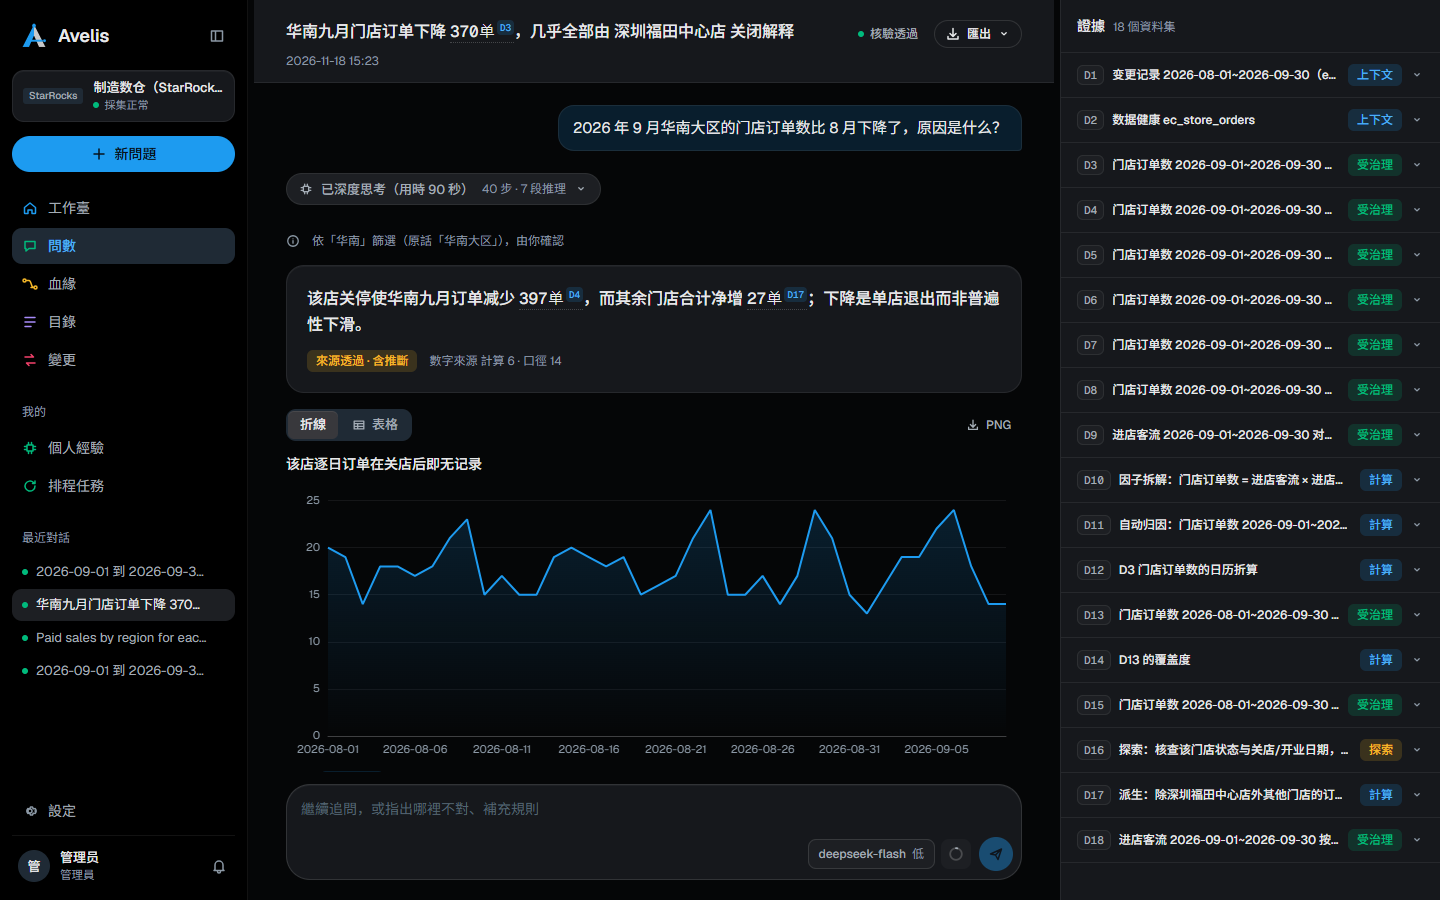 Avelis
StarRocks
制造数仓（StarRock...
採集正常
新問題
工作臺
問數
血緣
目錄
變更
我的
個人經驗
排程任務
最近對話
2026-09-01 到 2026-09-3...
华南九月门店订单下降 370...
Paid sales by region for eac...
2026-09-01 到 2026-09-3...
設定
管
管理员
管理員
华南九月门店订单下降 370单 D3，几乎全部由 深圳福田中心店 关闭解释
2026-11-18 15:23
核驗透過
匯出
2026 年 9 月华南大区的门店订单数比 8 月下降了，原因是什么？
已深度思考（用時 90 秒） 40 步 · 7 段推理
依「华南」篩選（原話「华南大区」），由你確認
该店关停使华南九月订单减少 397单 D4，而其余门店合计净增 27单 D17；下降是单店退出而非普遍
性下滑。
來源透過 · 含推斷 數字來源 計算 6 · 口徑 14
折線 表格
PNG
该店逐日订单在关店后即无记录
25
20
15
10
5
0
2026-08-01 2026-08-06 2026-08-11 2026-08-16 2026-08-21 2026-08-26 2026-08-31 2026-09-05
繼續追問，或指出哪裡不對、補充規則
deepseek-flash 低
證據 18 個資料集
D1 变更记录 2026-08-01~2026-09-30（e... 上下文
D2 数据健康 ec_store_orders 上下文
D3 门店订单数 2026-09-01~2026-09-30 ... 受治理
D4 门店订单数 2026-09-01~2026-09-30 ... 受治理
D5 门店订单数 2026-09-01~2026-09-30 ... 受治理
D6 门店订单数 2026-09-01~2026-09-30 ... 受治理
D7 门店订单数 2026-09-01~2026-09-30 ... 受治理
D8 门店订单数 2026-09-01~2026-09-30 ... 受治理
D9 进店客流 2026-09-01~2026-09-30 对... 受治理
D10 因子拆解：门店订单数 = 进店客流 × 进店... 計算
D11 自动归因：门店订单数 2026-09-01~202... 計算
D12 D3 门店订单数的日历折算 計算
D13 门店订单数 2026-08-01~2026-09-30 ... 受治理
D14 D13 的覆盖度 計算
D15 门店订单数 2026-08-01~2026-09-30 ... 受治理
D16 探索：核查该门店状态与关店/开业日期，... 探索
D17 派生：除深圳福田中心店外其他门店的订... 計算
D18 进店客流 2026-09-01~2026-09-30 按... 受治理